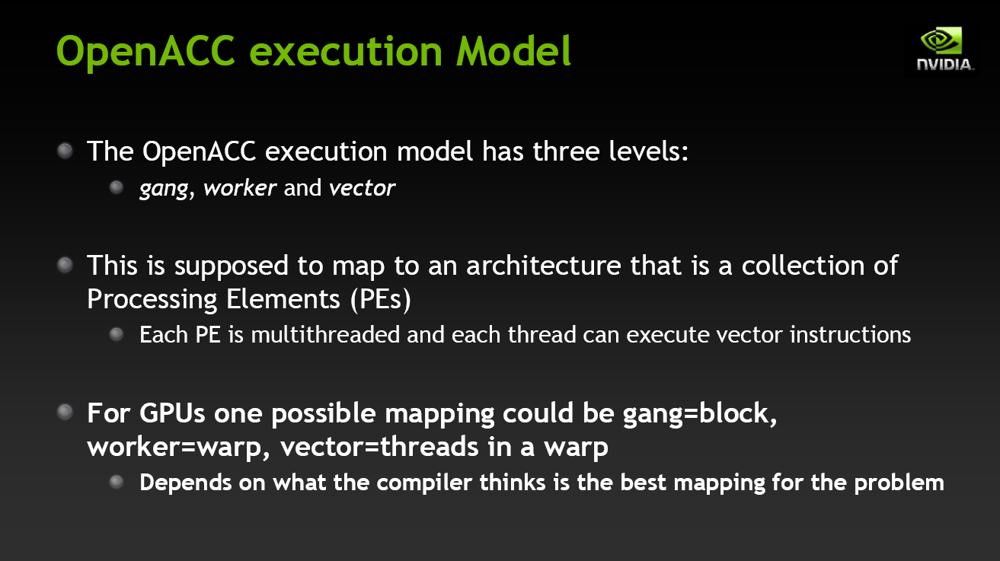 OpenACC execution Model
NVIDIA
The OpenACC execution model has three levels:
gang, worker and vector
This is supposed to map to an architecture that is a collection of
Processing Elements (PEs)
Each PE is multithreaded and each thread can execute vector instructions
For GPUs one possible mapping could be gang=block,
worker=warp, vector=threads in a warp
Depends on what the compiler thinks is the best mapping for the problem